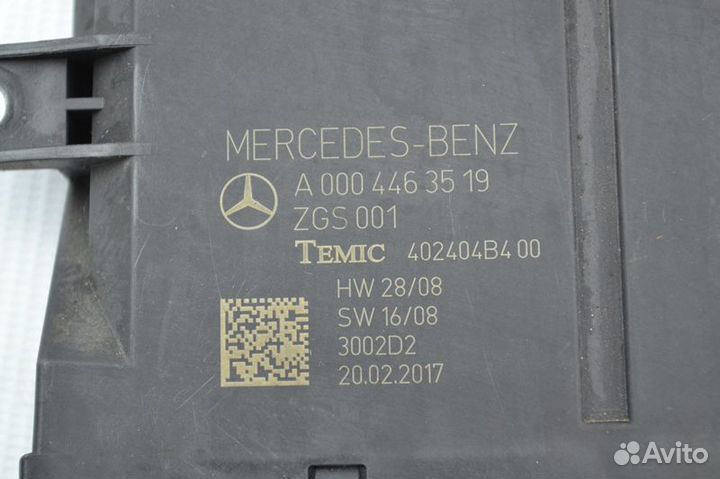 MERCEDES-BENZ
A 000 446 35 19
ZGS 001
TEMIC 402404B4 00
HW 28/08
SW 16/08
3002D2
20.02.2017
Avito